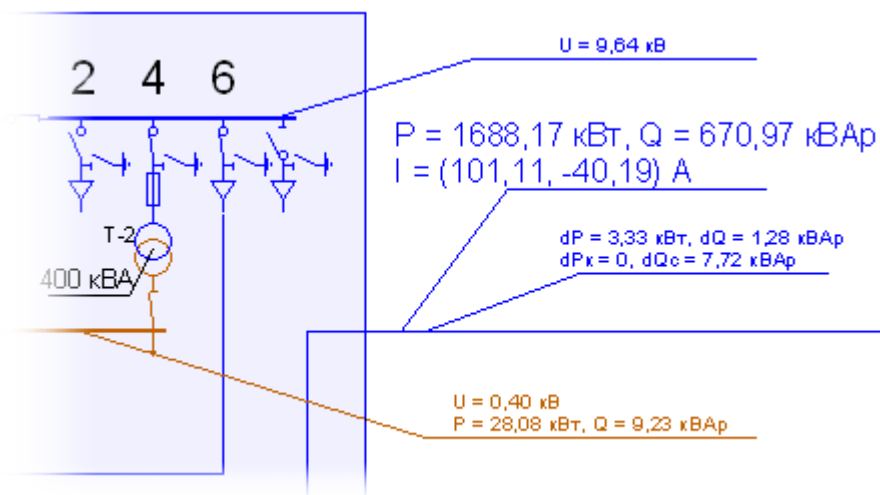 U = 9,64 кВ
2 4 6
P = 1688,17 кВт, Q = 670,97 кВАр
I = (101,11, -40,19) А
Т-2
dP = 3,33 кВт, dQ = 1,28 кВАр
dPк = 0, dQс = 7,72 кВАр
400 кВА
U = 0,40 кВ
P = 28,08 кВт, Q = 9,23 кВАр